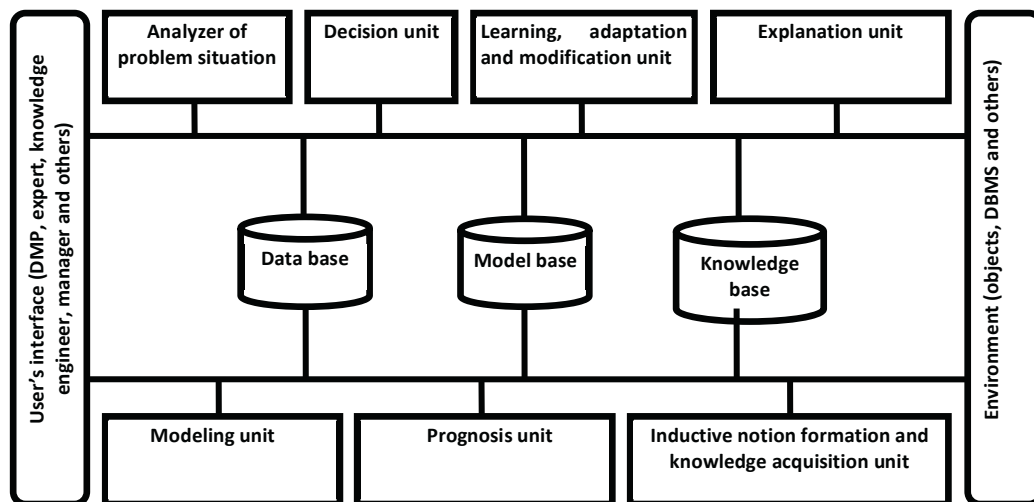 User's interface (DMP, expert, knowledge
engineer, manager and others)
Analyzer of
problem situation
Decision unit
Learning, adaptation
and modification unit
Explanation unit
Data base
Model base
Knowledge
base
Modeling unit
Prognosis unit
Inductive notion formation and
knowledge acquisition unit
Environment (objects, DBMS and others)